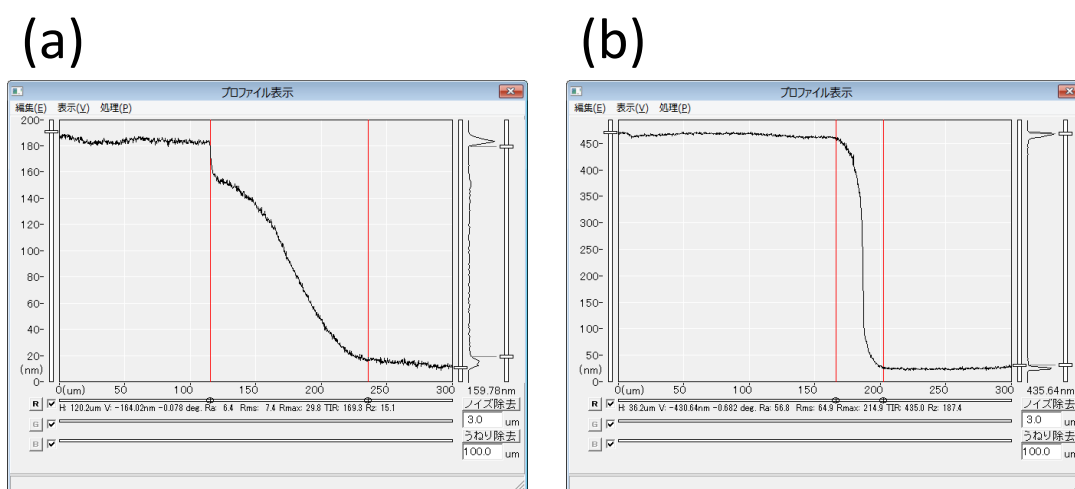 (a)
プロファイル表示
編集(E) 表示(V) 処理(P)
200-
180-
160-
140-
120-
100-
80-
60-
40-
20-
(nm)
0-
0(um) 50 100 150 200 250 300
159.78nm
R H: 120.2um V: -164.02nm -0.078 deg. Ra: 6.4 Rms: 7.4 Rmax: 29.8 TIR: 169.3 Rz: 15.1
ノイズ除去
3.0 um
G
うねり除去
B
100.0 um
(b)
プロファイル表示
編集(E) 表示(V) 処理(P)
450-
400-
350-
300-
250-
200-
150-
100-
50-
(nm)
0-
0(um) 50 100 150 200 250 300
435.64nm
R H: 36.2um V: -430.64nm -0.682 deg. Ra: 56.8 Rms: 64.9 Rmax: 214.9 TIR: 435.0 Rz: 187.4
ノイズ除去
3.0 um
G
うねり除去
B
100.0 um